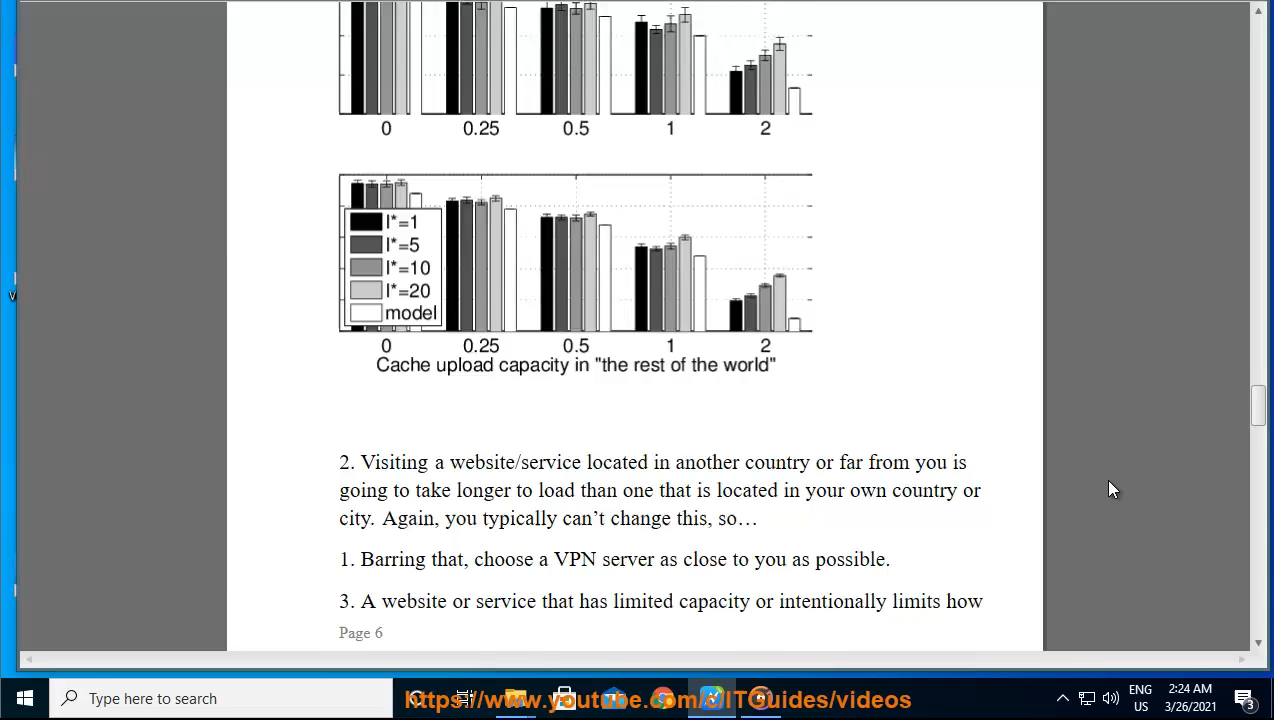 0 0.25 0.5 1 2
l*=1
l*=5
l*=10
l*=20
model
0 0.25 0.5 1 2
Cache upload capacity in "the rest of the world"
2. Visiting a website/service located in another country or far from you is
going to take longer to load than one that is located in your own country or
city. Again, you typically can’t change this, so…
1. Barring that, choose a VPN server as close to you as possible.
3. A website or service that has limited capacity or intentionally limits how
Page 6
Type here to search
https://www.youtube.com/c/ITGuides/videos
ENG
US
2:24 AM
3/26/2021
3